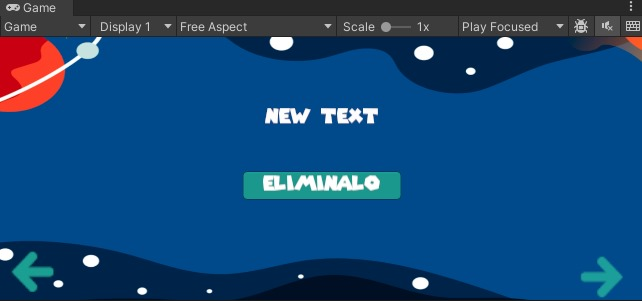 Game
Game Display 1 Free Aspect Scale 1x Play Focused
NEW TEXT
ELIMINALO